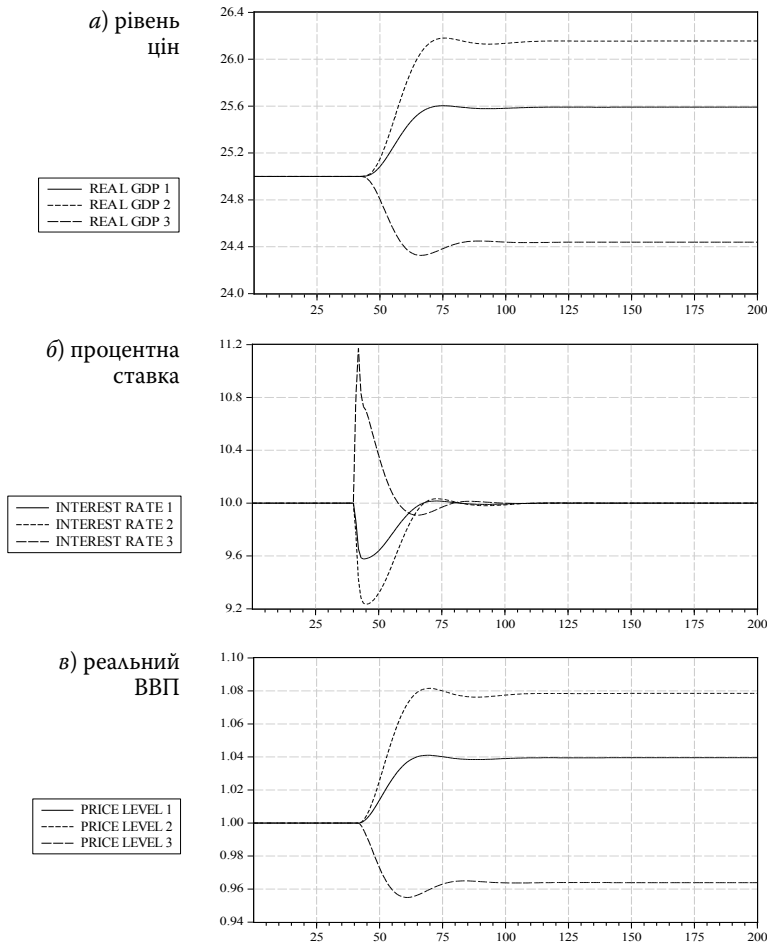 а) рівень
цін
26.4
26.0
25.6
25.2
24.8
24.4
24.0
REAL GDP 1
REAL GDP 2
REAL GDP 3
25 50 75 100 125 150 175 200
б) процентна
ставка
11.2
10.8
10.4
10.0
9.6
9.2
INTEREST RATE 1
INTEREST RATE 2
INTEREST RATE 3
25 50 75 100 125 150 175 200
в) реальний
ВВП
1.10
1.08
1.06
1.04
1.02
1.00
0.98
0.96
0.94
PRICE LEVEL 1
PRICE LEVEL 2
PRICE LEVEL 3
25 50 75 100 125 150 175 200